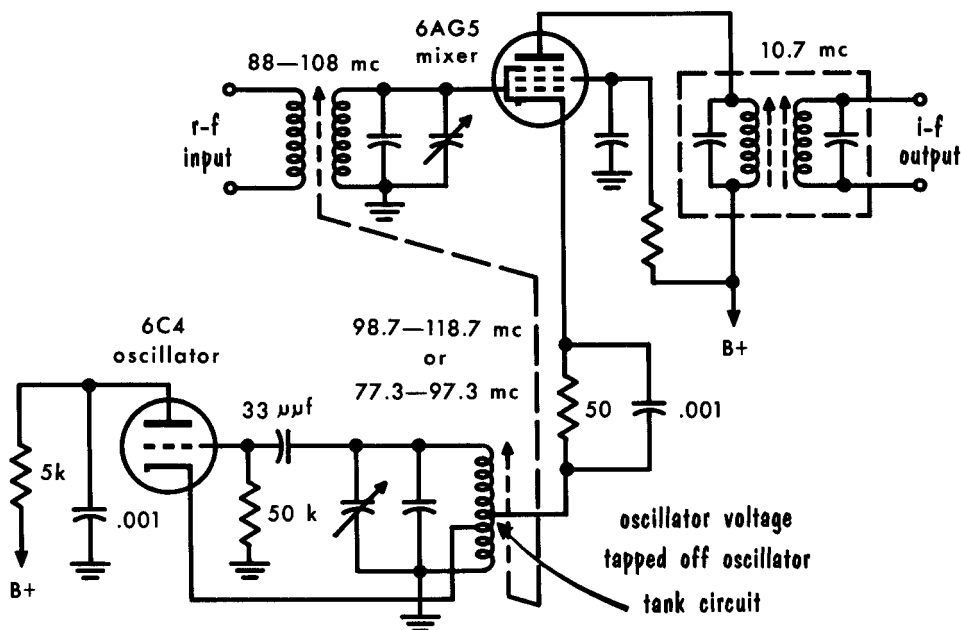 6AG5
mixer
88—108 mc
10.7 mc
r-f
input
i-f
output
B+
98.7—118.7 mc
or
77.3—97.3 mc
6C4
oscillator
33 μμf
5k
.001
50 k
50
.001
B+
oscillator voltage
tapped off oscillator
tank circuit